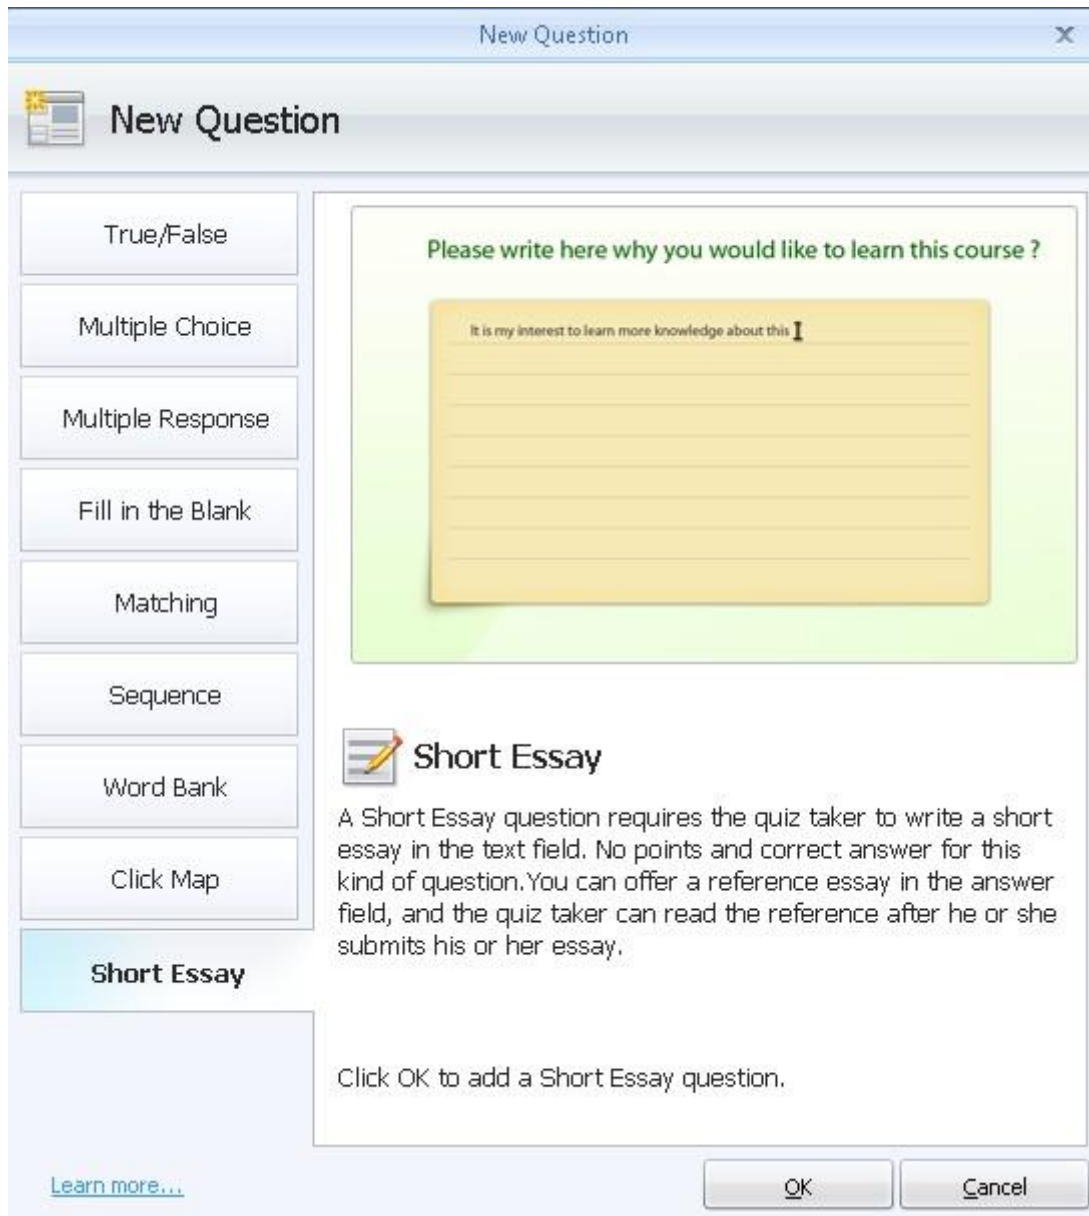 New Question
New Question
True/False
Multiple Choice
Multiple Response
Fill in the Blank
Matching
Sequence
Word Bank
Click Map
Short Essay
Please write here why you would like to learn this course ?
It is my interest to learn more knowledge about this
Short Essay
A Short Essay question requires the quiz taker to write a short
essay in the text field. No points and correct answer for this
kind of question.You can offer a reference essay in the answer
field, and the quiz taker can read the reference after he or she
submits his or her essay.
Click OK to add a Short Essay question.
Learn more...
OK
Cancel